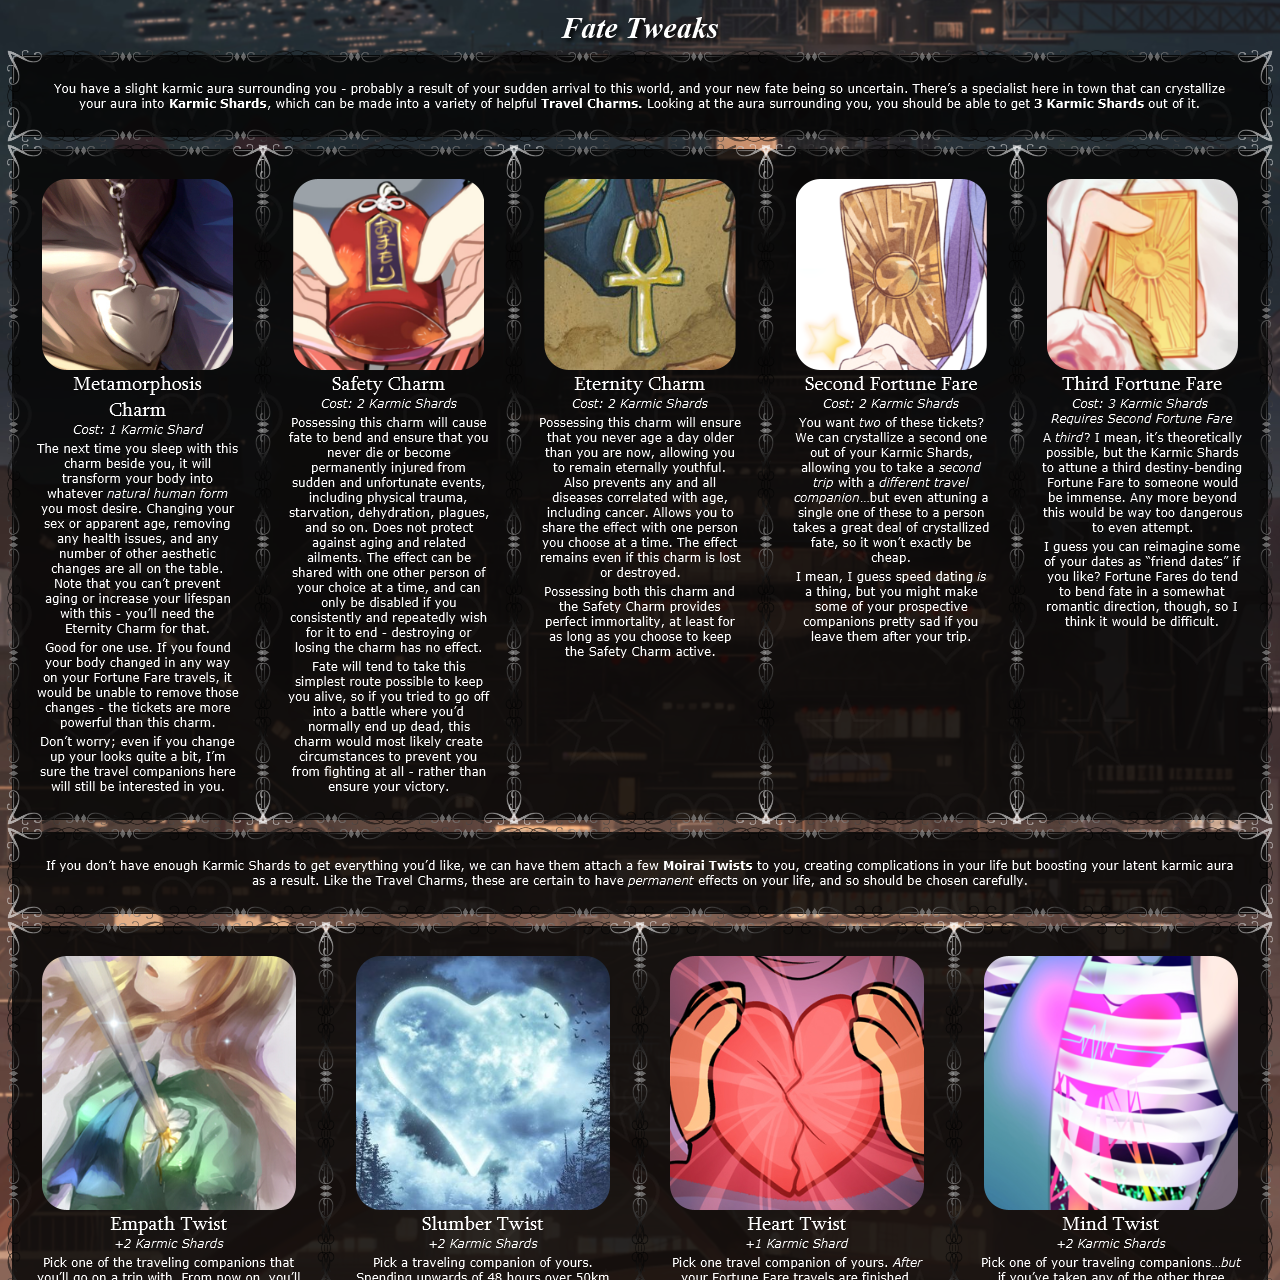 Fate Tweaks
You have a slight karmic aura surrounding you - probably a result of your sudden arrival to this world, and your new fate being so uncertain. There's a specialist here in town that can crystallize
your aura into Karmic Shards, which can be made into a variety of helpful Travel Charms. Looking at the aura surrounding you, you should be able to get 3 Karmic Shards out of it.
おまもり
Metamorphosis
Charm
Cost: 1 Karmic Shard
The next time you sleep with this
charm beside you, it will
transform your body into
whatever natural human form
you most desire. Changing your
sex or apparent age, removing
any health issues, and any
number of other aesthetic
changes are all on the table.
Note that you can't prevent
aging or increase your lifespan
with this - you'll need the
Eternity Charm for that.
Good for one use. If you found
your body changed in any way
on your Fortune Fare travels, it
would be unable to remove those
changes - the tickets are more
powerful than this charm.
Don't worry; even if you change
up your looks quite a bit, I'm
sure the travel companions here
will still be interested in you.
Safety Charm
Cost: 2 Karmic Shards
Possessing this charm will cause
fate to bend and ensure that you
never die or become
permanently injured from
sudden and unfortunate events,
including physical trauma,
starvation, dehydration, plagues,
and so on. Does not protect
against aging and related
ailments. The effect can be
shared with one other person of
your choice at a time, and can
only be disabled if you
consistently and repeatedly wish
for it to end - destroying or
losing the charm has no effect.
Fate will tend to take this
simplest route possible to keep
you alive, so if you tried to go off
into a battle where you'd
normally end up dead, this
charm would most likely create
circumstances to prevent you
from fighting at all - rather than
ensure your victory.
Eternity Charm
Cost: 2 Karmic Shards
Possessing this charm will ensure
that you never age a day older
than you are now, allowing you
to remain eternally youthful.
Also prevents any and all
diseases correlated with age,
including cancer. Allows you to
share the effect with one person
you choose at a time. The effect
remains even if this charm is lost
or destroyed.
Possessing both this charm and
the Safety Charm provides
perfect immortality, at least for
as long as you choose to keep
the Safety Charm active.
Second Fortune Fare
Cost: 2 Karmic Shards
You want two of these tickets?
We can crystallize a second one
out of your Karmic Shards,
allowing you to take a second
trip with a different travel
companion...but even attuning a
single one of these to a person
takes a great deal of crystallized
fate, so it won't exactly be
cheap.
I mean, I guess speed dating is
a thing, but you might make
some of your prospective
companions pretty sad if you
leave them after your trip.
Third Fortune Fare
Cost: 3 Karmic Shards
Requires Second Fortune Fare
A third? I mean, it's theoretically
possible, but the Karmic Shards
to attune a third destiny-bending
Fortune Fare to someone would
be immense. Any more beyond
this would be way too dangerous
to even attempt.
I guess you can reimagine some
of your dates as "friend dates" if
you like? Fortune Fares do tend
to bend fate in a somewhat
romantic direction, though, so I
think it would be difficult.
If you don't have enough Karmic Shards to get everything you'd like, we can have them attach a few Moirai Twists to you, creating complications in your life but boosting your latent karmic aura
as a result. Like the Travel Charms, these are certain to have permanent effects on your life, and so should be chosen carefully.
Empath Twist
+2 Karmic Shards
Pick one of the traveling companions that
you'll go on a trip with. From now on, you'll
Slumber Twist
+2 Karmic Shards
Pick a traveling companion of yours.
Spending upwards of 48 hours over 50km
Heart Twist
+1 Karmic Shard
Pick one travel companion of yours. After
your Fortune Fare travels are finished,
Mind Twist
+2 Karmic Shards
Pick one of your traveling companions...but
if you've taken any of the other three